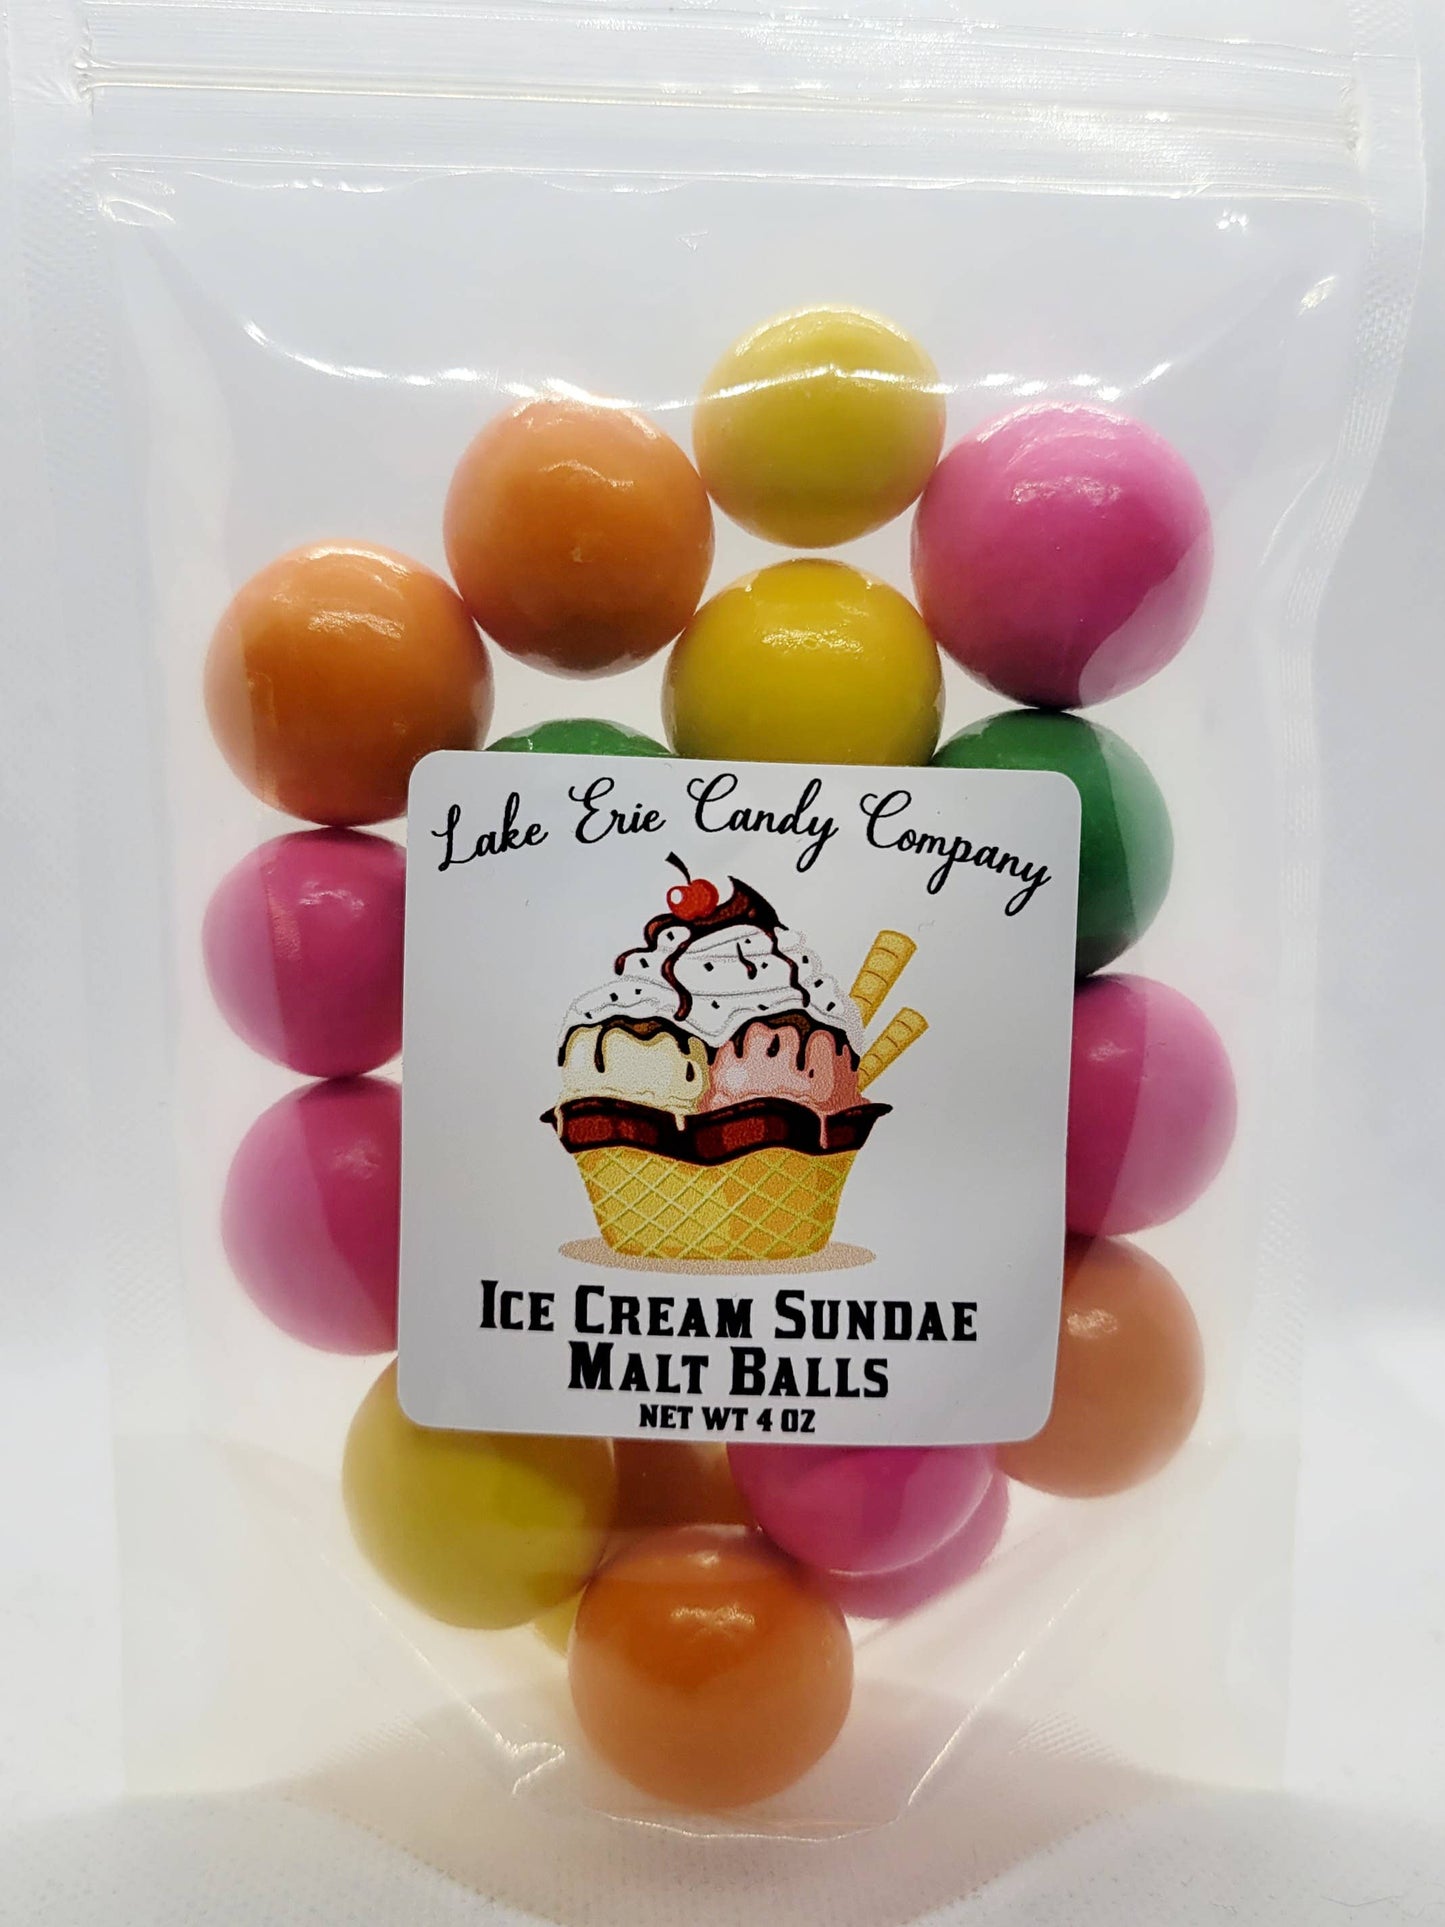 Lake Erie Candy Company
Ice Cream Sundae
Malt Balls
NET WT 4 OZ